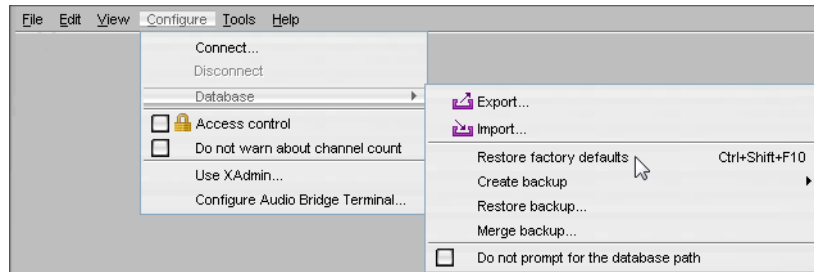 File Edit View Configure Tools Help
Connect...
Disconnect
Database
Access control
Do not warn about channel count
Use XAdmin...
Configure Audio Bridge Terminal...
Export...
Import...
Restore factory defaults Ctrl+Shift+F10
Create backup
Restore backup...
Merge backup...
Do not prompt for the database path